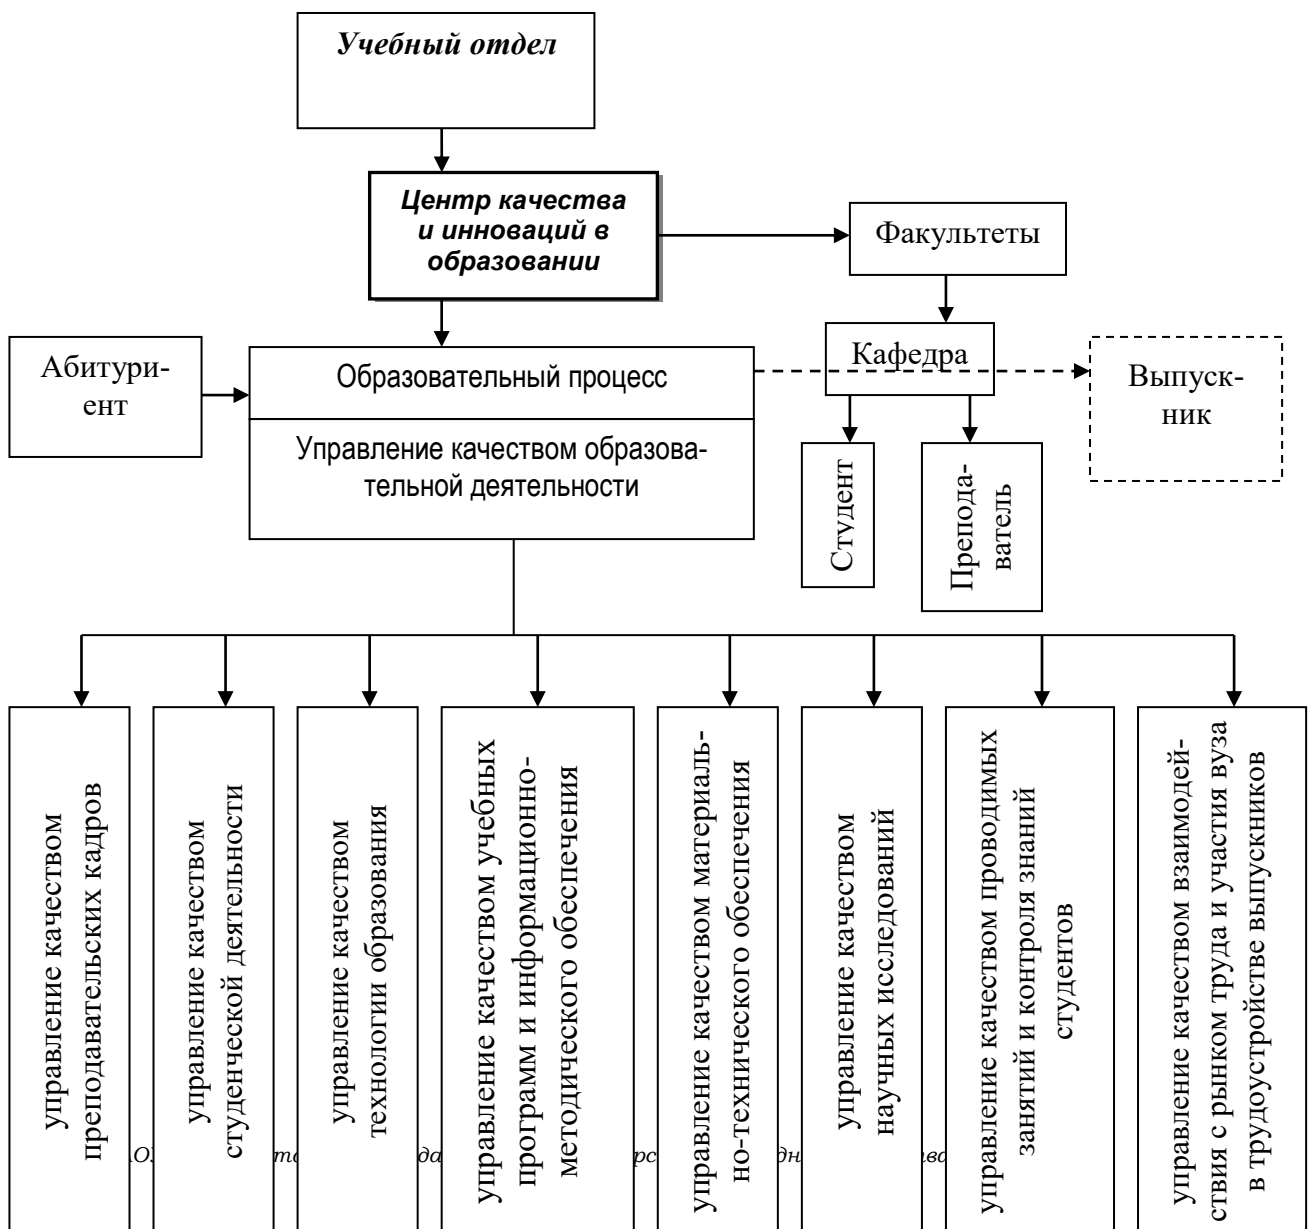 Учебный отдел
Центр качества
и инноваций в
образовании
Факультеты
Абитури-
ент
Образовательный процесс
Кафедра
Выпуск-
ник
Управление качеством образова-
тельной деятельности
Студент
Препода-
ватель
управление качеством
преподавательских кадров
управление качеством
студенческой деятельности
управление качеством
технологии образования
управление качеством учебных
программ и информационно-
методического обеспечения
управление качеством материаль-
но-технического обеспечения
управление качеством
научных исследований
управление качеством проводимых
занятий и контроля знаний
студентов
управление качеством взаимодей-
ствия с рынком труда и участия вуза
в трудоустройстве выпускников